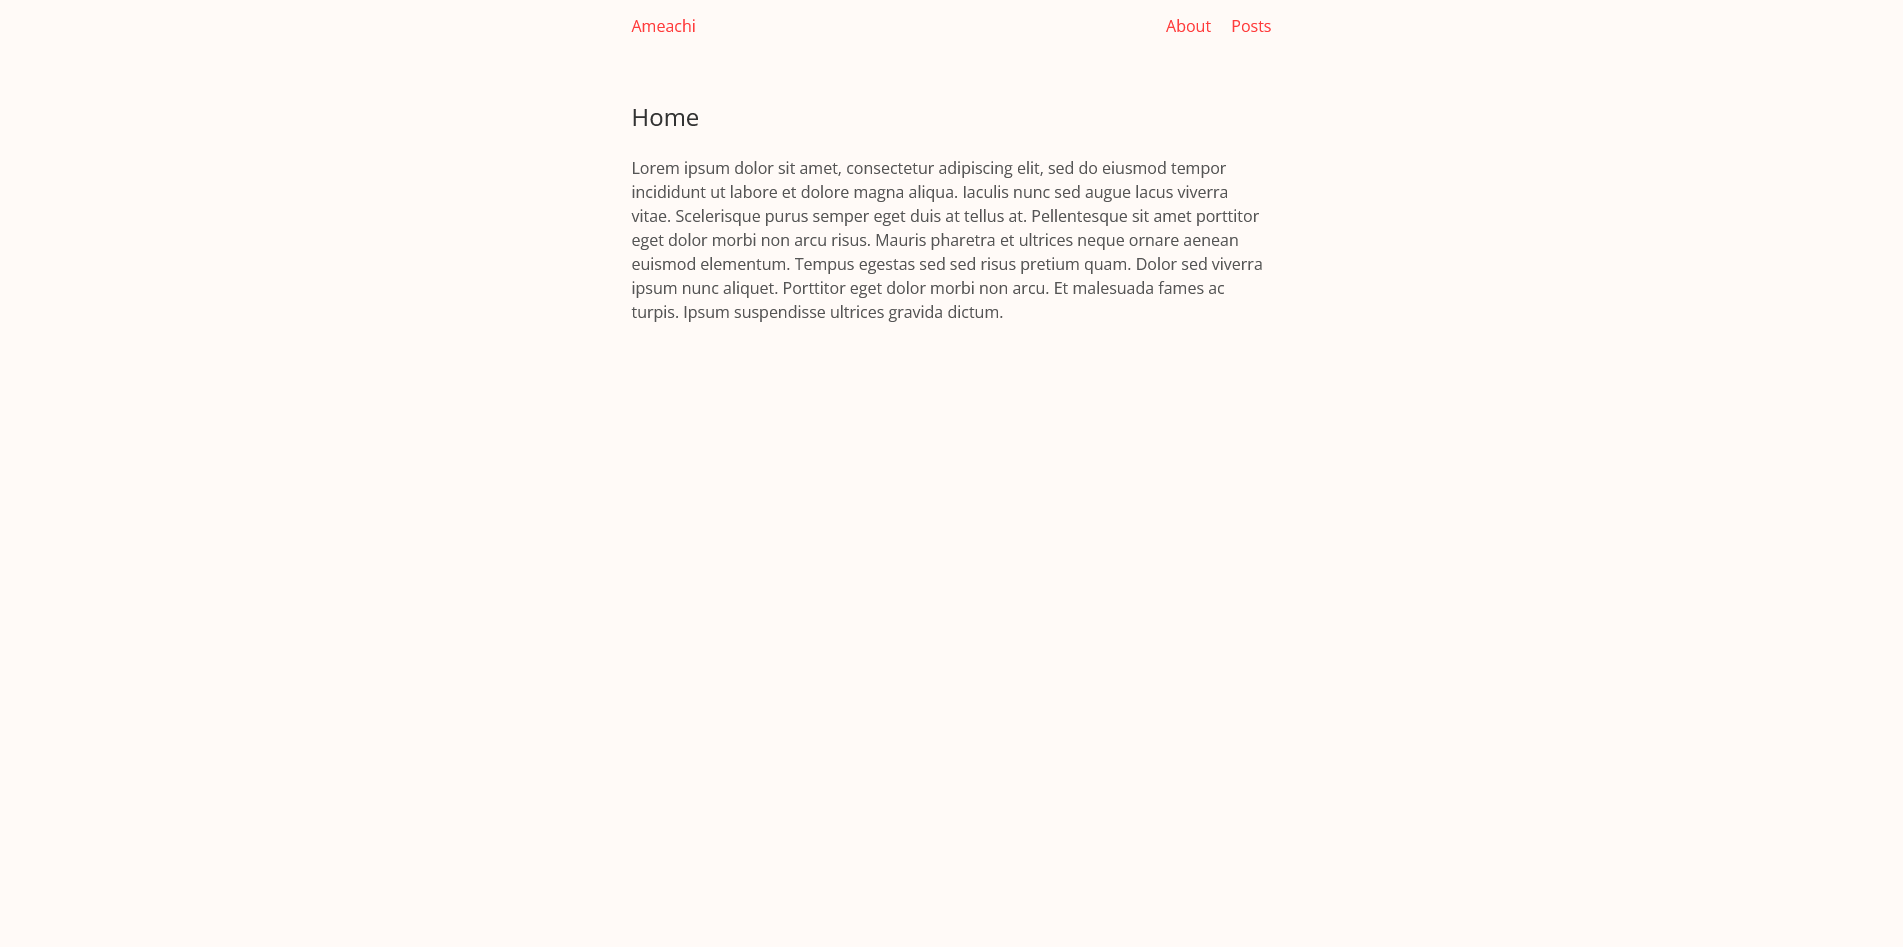 Ameachi About Posts
Home
Lorem ipsum dolor sit amet, consectetur adipiscing elit, sed do eiusmod tempor
incididunt ut labore et dolore magna aliqua. Iaculis nunc sed augue lacus viverra
vitae. Scelerisque purus semper eget duis at tellus at. Pellentesque sit amet porttitor
eget dolor morbi non arcu risus. Mauris pharetra et ultrices neque ornare aenean
euismod elementum. Tempus egestas sed sed risus pretium quam. Dolor sed viverra
ipsum nunc aliquet. Porttitor eget dolor morbi non arcu. Et malesuada fames ac
turpis. Ipsum suspendisse ultrices gravida dictum.